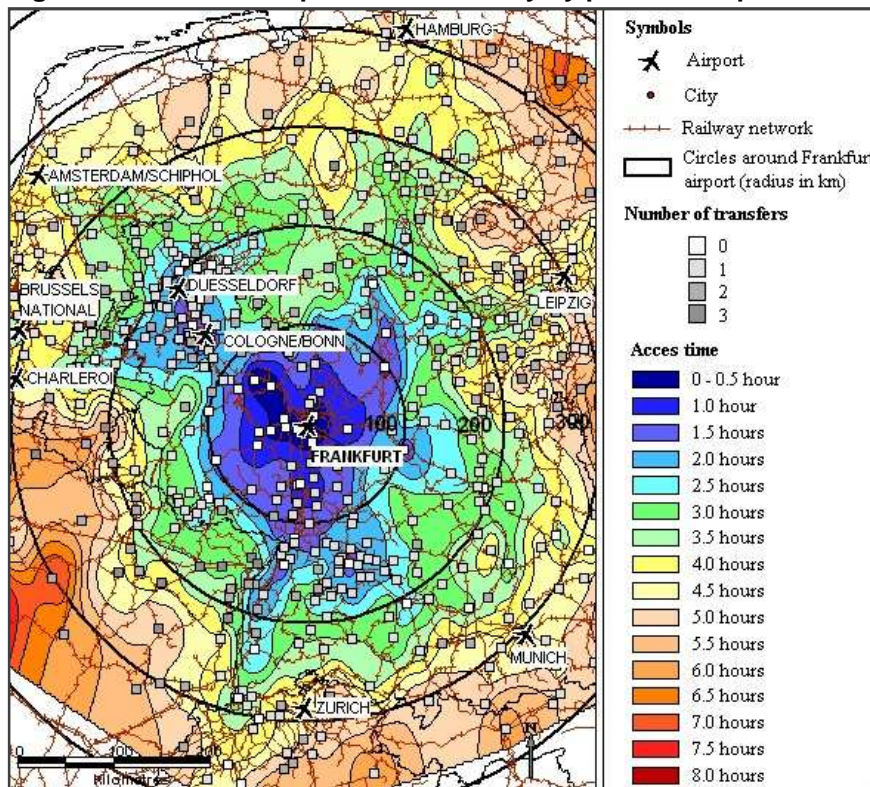 HAMBURG
AMSTERDAM/SCHIPHOL
DUESSELDORF
BRUSSELS
NATIONAL
COLOGNE/BONN
LEIPZIG
CHARLEROI
100
200
300
FRANKFURT
MUNICH
ZURICH
N
0
100
200
Kilometres
Symbols
Airport
City
Railway network
Circles around Frankfurt
airport (radius in km)
Number of transfers
0
1
2
3
Acces time
0 - 0.5 hour
1.0 hour
1.5 hours
2.0 hours
2.5 hours
3.0 hours
3.5 hours
4.0 hours
4.5 hours
5.0 hours
5.5 hours
6.0 hours
6.5 hours
7.0 hours
7.5 hours
8.0 hours